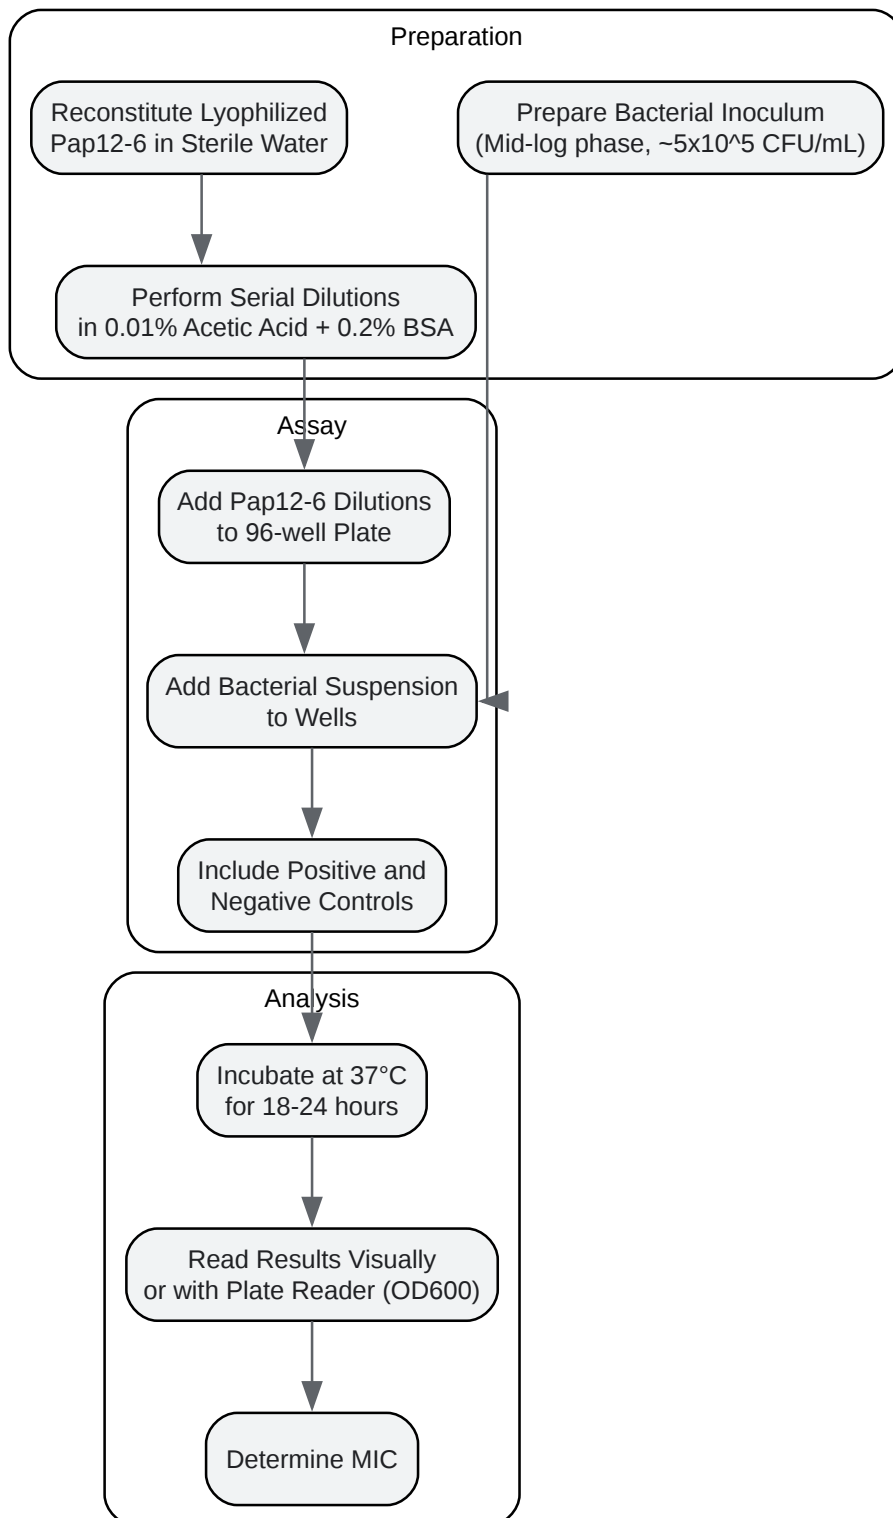 Preparation
Reconstitute Lyophilized
Pap12-6 in Sterile Water
Prepare Bacterial Inoculum
(Mid-log phase, ~5x10^5 CFU/mL)
Perform Serial Dilutions
in 0.01% Acetic Acid + 0.2% BSA
Assay
Add Pap12-6 Dilutions
to 96-well Plate
Add Bacterial Suspension
to Wells
Include Positive and
Negative Controls
Analysis
Incubate at 37°C
for 18-24 hours
Read Results Visually
or with Plate Reader (OD600)
Determine MIC